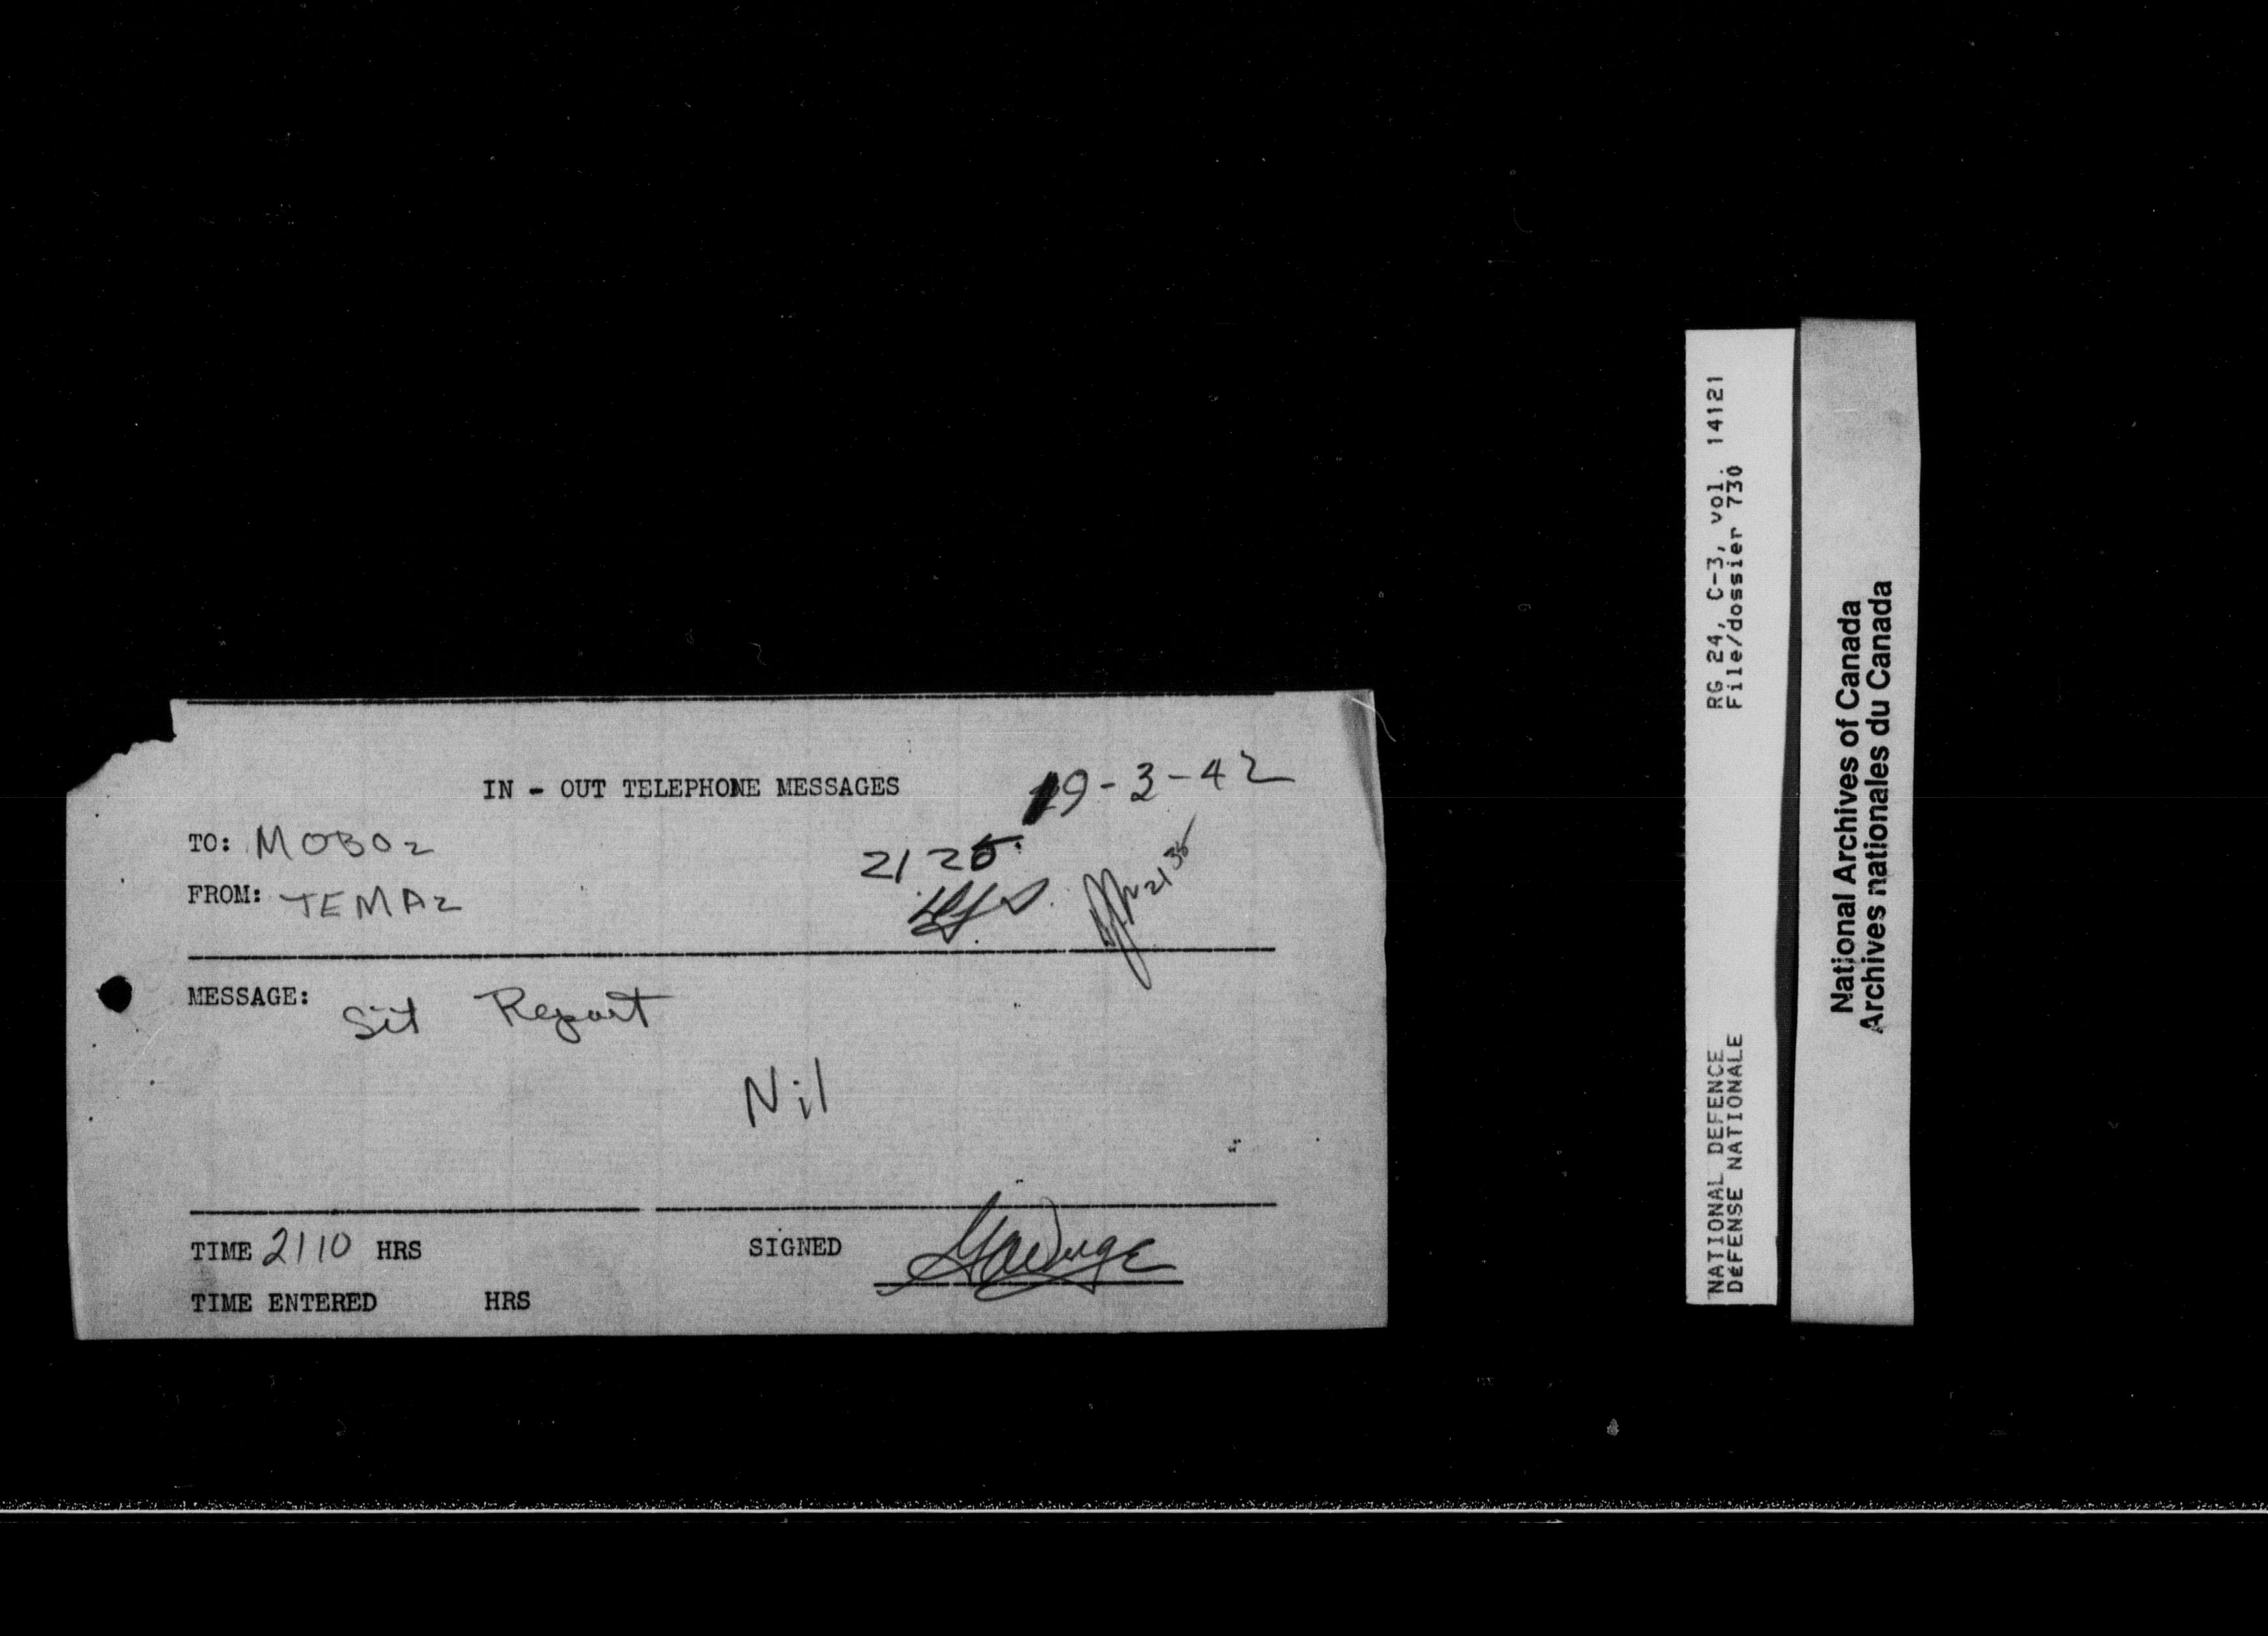 IN - OUT TELEPHONE MESSAGES
19-3-42
TO: MOBO2
2125
FROM: TEMA2
2135
MESSAGE: Sit Report
Nil
TIME 2110 HRS
SIGNED
TIME ENTERED HRS
RG 24, C-3, vol. 14121
File/dossier 730
NATIONAL DEFENCE
DéFENSE NATIONALE
National Archives of Canada
Archives nationales du Canada